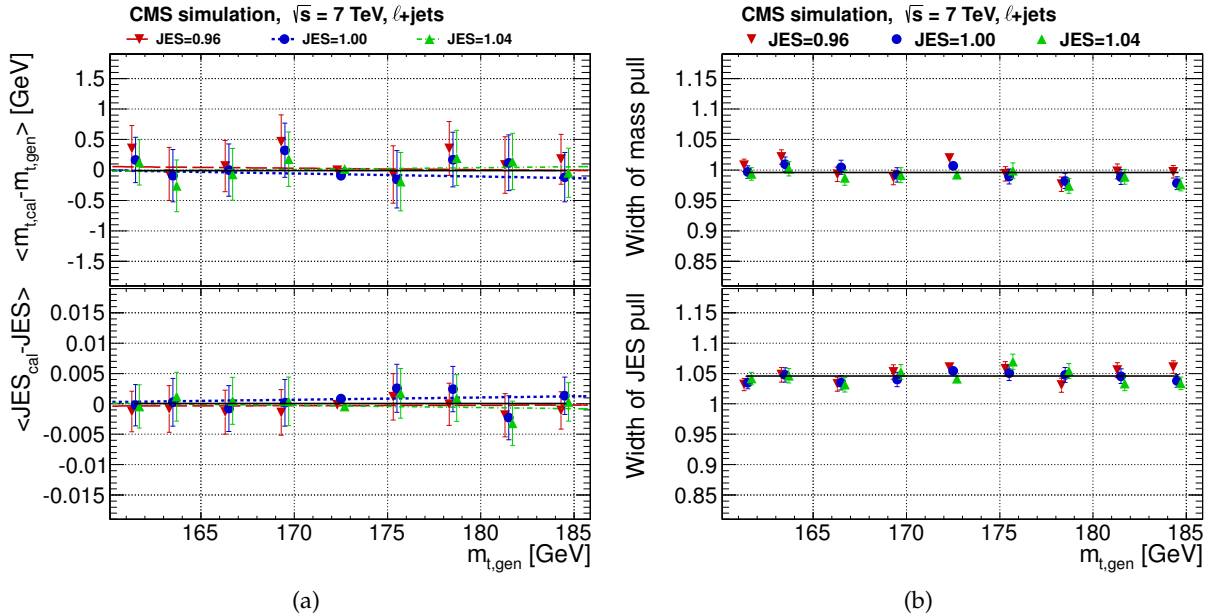 CMS simulation, √s = 7 TeV, ℓ+jets
JES=0.96 JES=1.00 JES=1.04
<m_t,cal-m_t,gen> [GeV]
1.5
1
0.5
0
-0.5
-1
-1.5
<JES_cal-JES>
0.015
0.01
0.005
0
-0.005
-0.01
-0.015
165 170 175 180 185
m_t,gen [GeV]
(a)
CMS simulation, √s = 7 TeV, ℓ+jets
JES=0.96 JES=1.00 JES=1.04
Width of mass pull
1.15
1.1
1.05
1
0.95
0.9
0.85
Width of JES pull
1.15
1.1
1.05
1
0.95
0.9
0.85
165 170 175 180 185
m_t,gen [GeV]
(b)